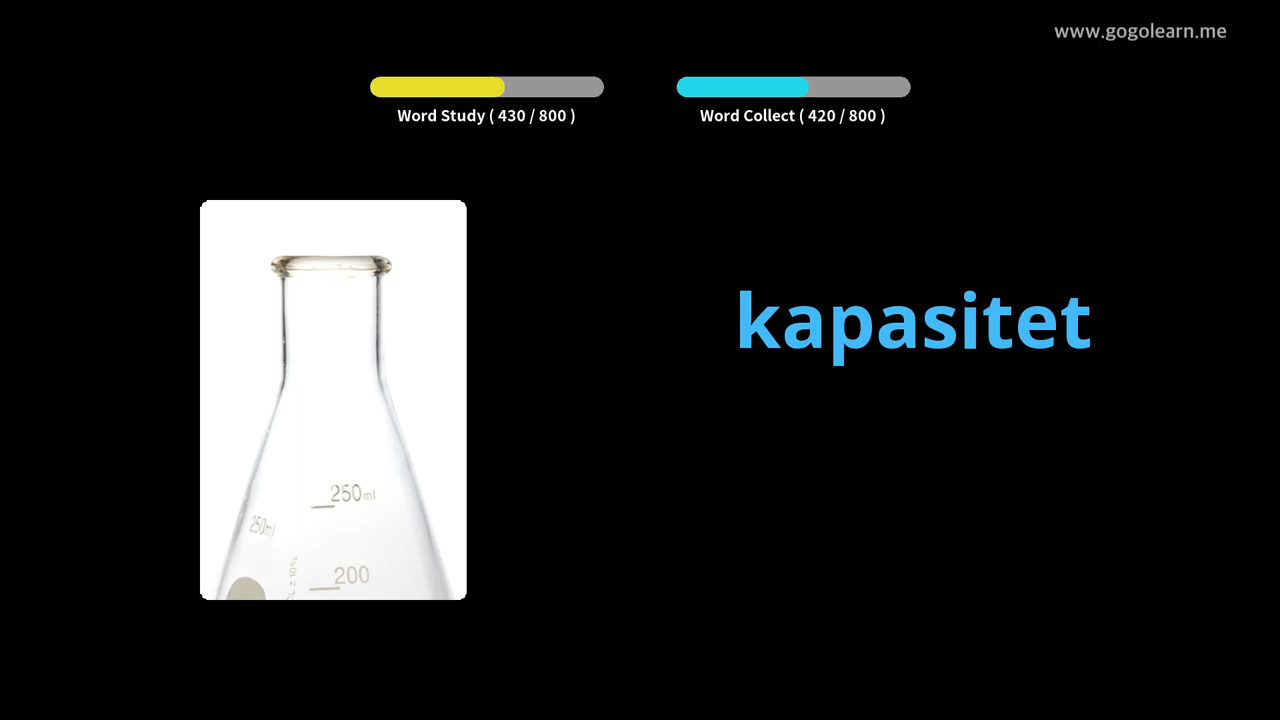 www.gogolearn.me
Word Study ( 430 / 800 )
Word Collect ( 420 / 800 )
kapasitet
250ml
250ml
200